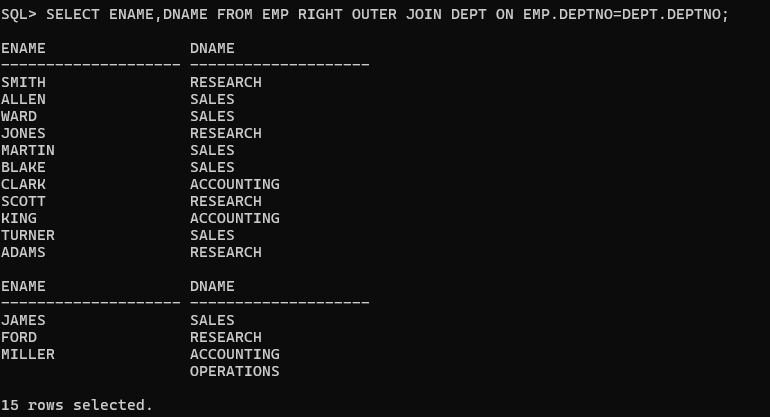 SQL> SELECT ENAME,DNAME FROM EMP RIGHT OUTER JOIN DEPT ON EMP.DEPTNO=DEPT.DEPTNO;
ENAME                DNAME
-------------------- --------------------
SMITH                RESEARCH
ALLEN                SALES
WARD                 SALES
JONES                RESEARCH
MARTIN               SALES
BLAKE                SALES
CLARK                ACCOUNTING
SCOTT                RESEARCH
KING                 ACCOUNTING
TURNER               SALES
ADAMS                RESEARCH
ENAME                DNAME
-------------------- --------------------
JAMES                SALES
FORD                 RESEARCH
MILLER               ACCOUNTING
                     OPERATIONS
15 rows selected.